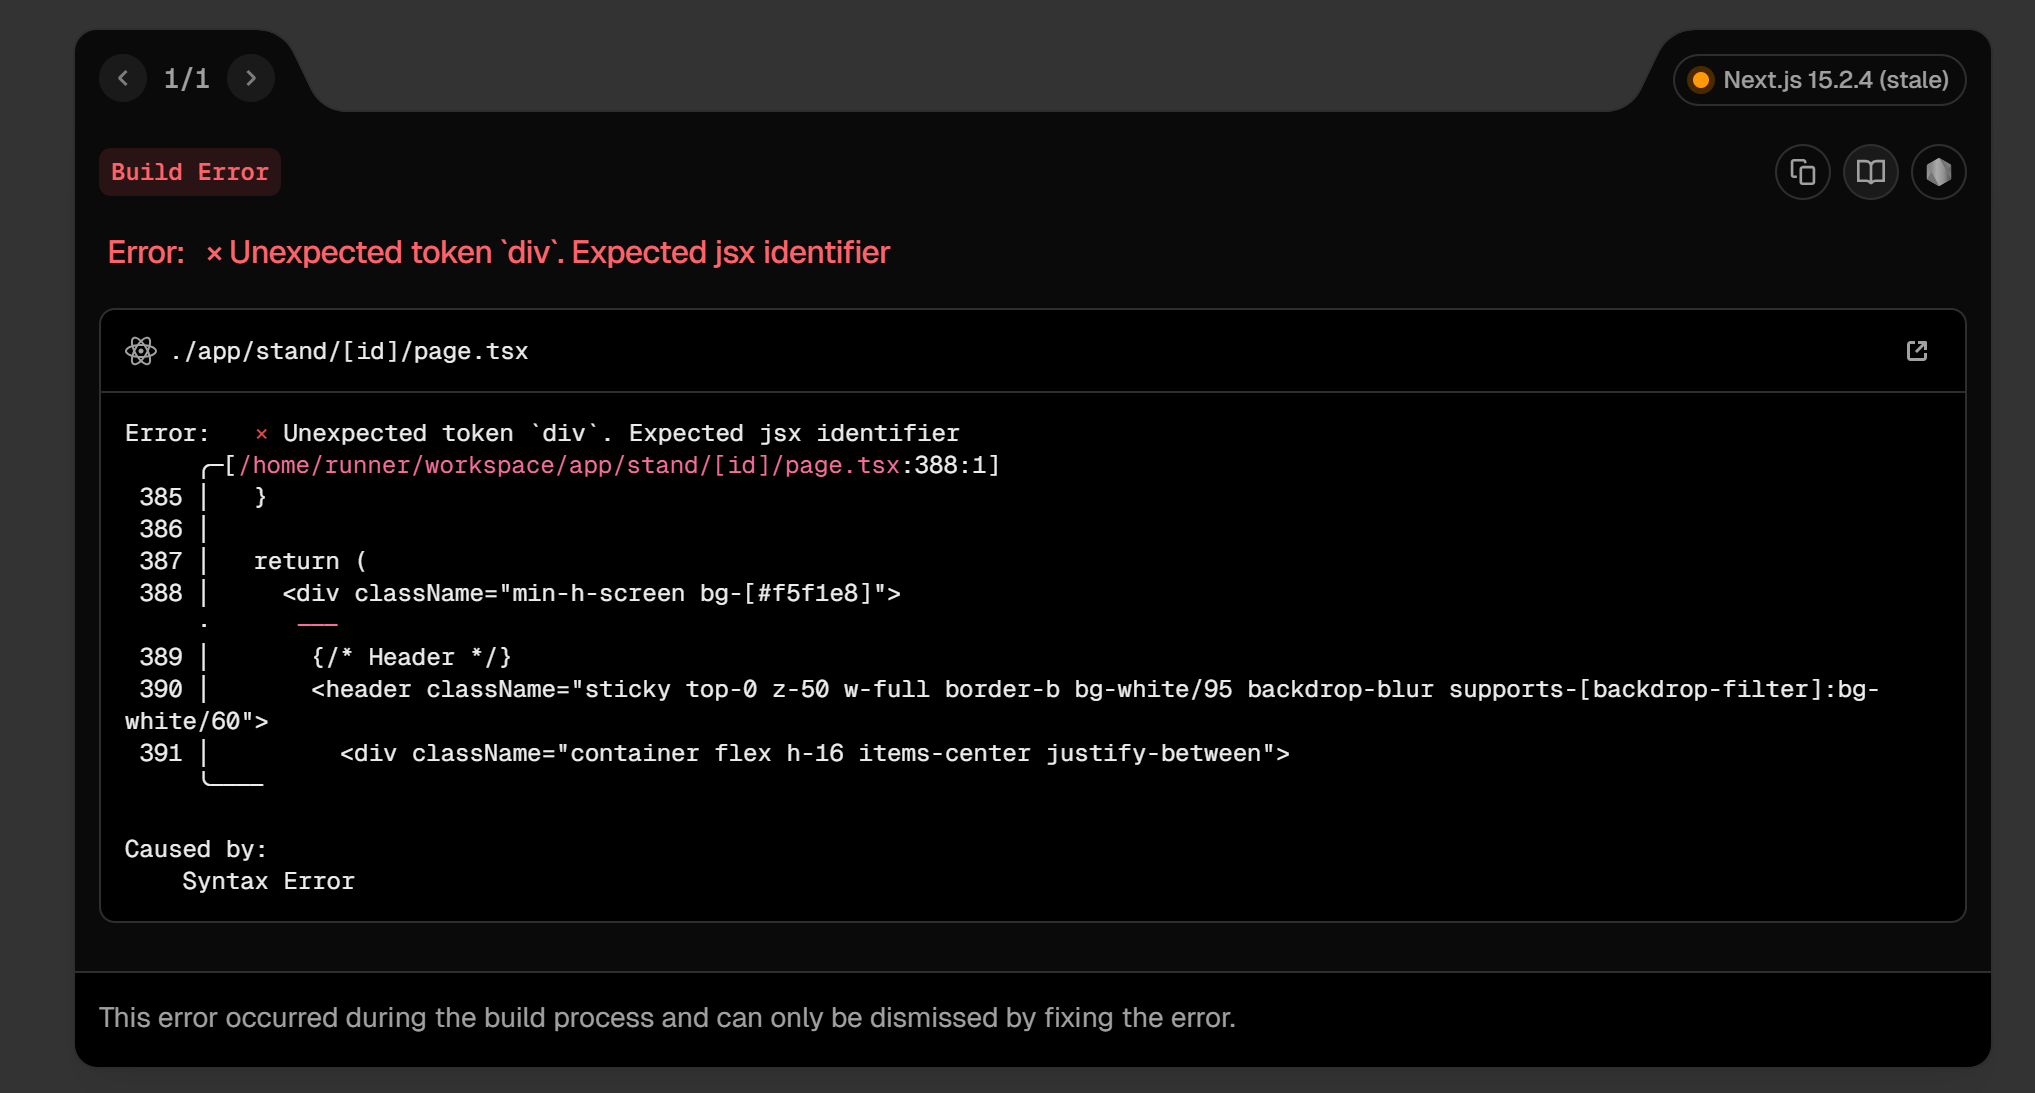 1/1
Next.js 15.2.4 (stale)
Build Error
Error: × Unexpected token `div`. Expected jsx identifier
./app/stand/[id]/page.tsx
Error:   × Unexpected token `div`. Expected jsx identifier
╭─[/home/runner/workspace/app/stand/[id]/page.tsx:388:1]
385 │   }
386 │
387 │   return (
388 │     <div className="min-h-screen bg-[#f5f1e8]">
·      ───
389 │       {/* Header */}
390 │       <header className="sticky top-0 z-50 w-full border-b bg-white/95 backdrop-blur supports-[backdrop-filter]:bg-
white/60">
391 │         <div className="container flex h-16 items-center justify-between">
╰────
Caused by:
Syntax Error
This error occurred during the build process and can only be dismissed by fixing the error.